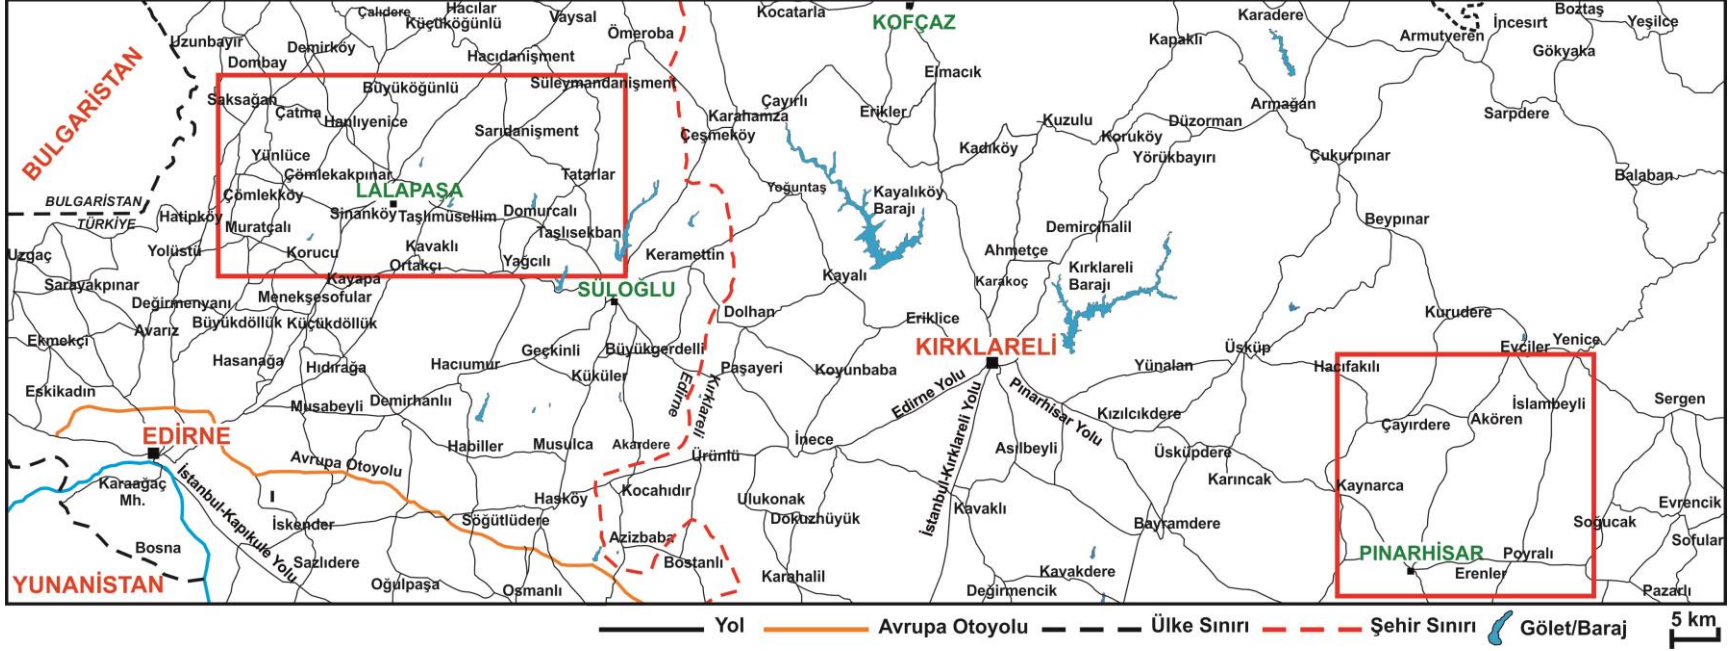 Çalıdere
Hacılar
Küçüköğünlü
Vaysal
Ömeroba
Kocatarla
KOFÇAZ
Karadere
Kapaklı
Armutveren
İncesırt
Boztaş
Yeşilce
Gökyaka
Uzunbayır
Demirköy
Dombay
Hacıdanişment
Elmacık
BULGARİSTAN
Saksağan
Büyüköğünlü
Süleymandanişment
Çatma
Hanlıyenice
Sarıdanişment
Çayırlı
Karahamza
Çeşmeköy
Erikler
Kuzulu
Kadıköy
Koruköy
Düzorman
Yörükbayırı
Armağan
Sarpdere
Çukurpınar
Yünlüce
Çömlekakpınar
Tatarlar
Balaban
Çömlekköy
LALAPAŞA
Yoğuntaş
Kayalıköy
Barajı
BULGARİSTAN
TÜRKİYE
Hatipköy
Sinanköy
Taşlımüsellim
Domurcalı
Beypınar
Muratçalı
Taşlısekban
Demircihalil
Uzgaç
Yolüstü
Korucu
Kavaklı
Ortakçı
Yağcılı
Keramettin
Ahmetçe
Kayalı
Karakoç
Kırklareli
Barajı
Sarayakpınar
Kayapa
SÜLOĞLU
Değirmenyanı
Menekşesofular
Dolhan
Eriklice
Kurudere
Ekmekçi
Avarız
Büyükdöllük
Küçükdöllük
KIRKLARELİ
Üsküp
Evciler
Yenice
Hasanağa
Hıdırağa
Hacıumur
Geçkinli
Büyükgerdelli
Küküler
Paşayeri
Koyunbaba
Yünalan
Hacıfakılı
Eskikadın
Musabeyli
Demirhanlı
Edirne
Kırklareli
Edirne Yolu
İstanbul-Kırklareli Yolu
Pınarhisar Yolu
Kızılcıkdere
İslambeyli
Sergen
Çayırdere
Akören
EDİRNE
Habiller
Musulca
Akardere
İnece
Ürünlü
Asılbeyli
Üsküpdere
Avrupa Otoyolu
Karıncak
Kaynarca
Karaağaç
Mh.
İstanbul-Kapıkule Yolu
Hasköy
Kocahıdır
Ulukonak
Dokuzhüyük
Kavaklı
Bayramdere
Evrencik
Soğucak
İskender
Söğütlüdere
Azizbaba
Sofular
Bosna
Sazlıdere
Bostanlı
PINARHİSAR
Poyralı
Erenler
YUNANİSTAN
Oğulpaşa
Osmanlı
Karahalil
Kavakdere
Değirmencik
Pazarlı
Yol
Avrupa Otoyolu
Ülke Sınırı
Şehir Sınırı
Gölet/Baraj
5 km